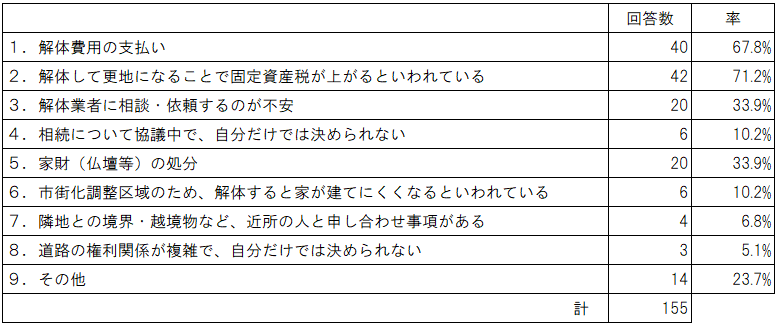 回答数 率
１．解体費用の支払い 40 67.8%
２．解体して更地になることで固定資産税が上がるといわれている 42 71.2%
３．解体業者に相談・依頼するのが不安 20 33.9%
４．相続について協議中で、自分だけでは決められない 6 10.2%
５．家財（仏壇等）の処分 20 33.9%
６．市街化調整区域のため、解体すると家が建てにくくなるといわれている 6 10.2%
７．隣地との境界・越境物など、近所の人と申し合わせ事項がある 4 6.8%
８．道路の権利関係が複雑で、自分だけでは決められない 3 5.1%
９．その他 14 23.7%
計 155